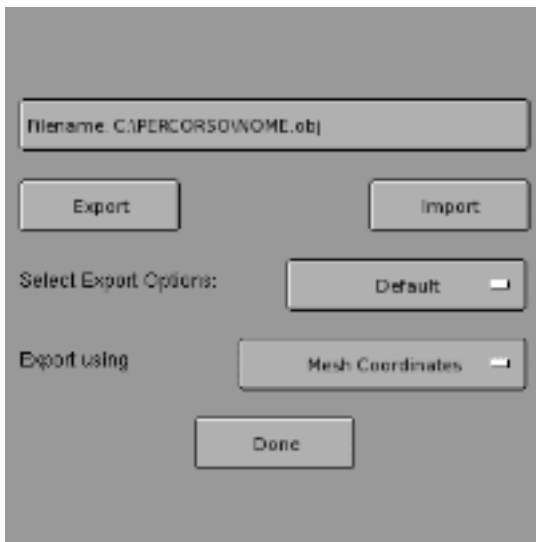 Filename: C:\PERCORSO\NOME.obj
Export Import
Select Export Options: Default
Export using Mesh Coordinates
Done